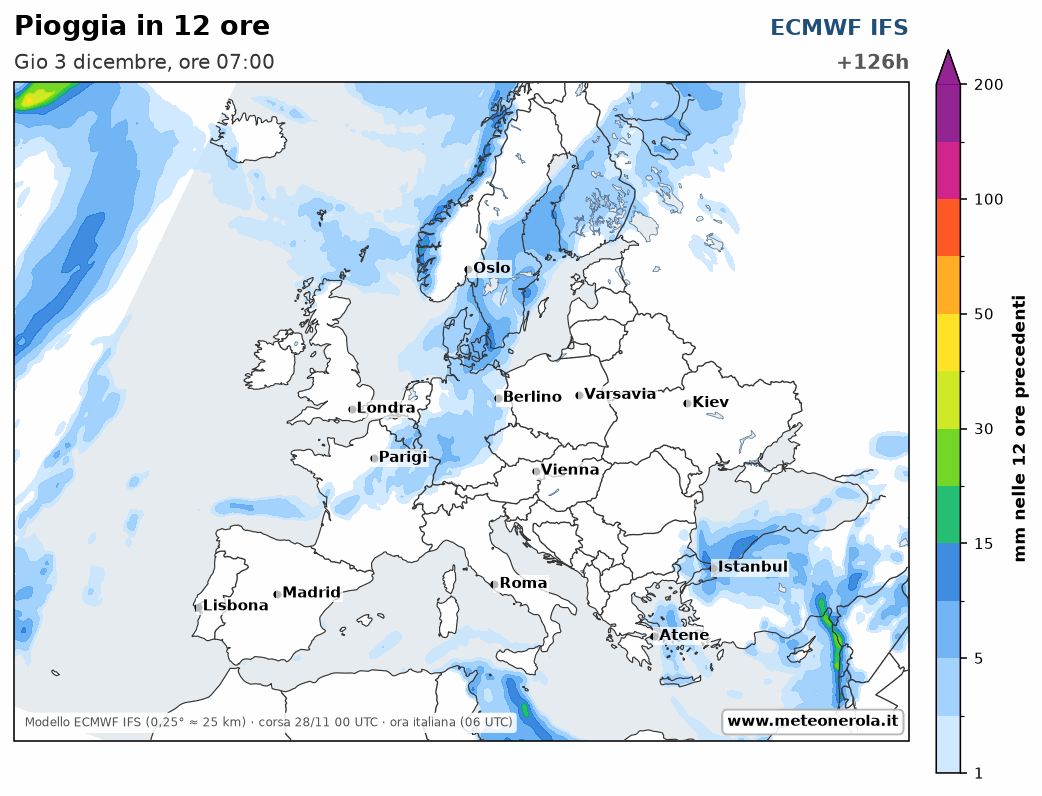 Pioggia in 12 ore
ECMWF IFS
Gio 3 dicembre, ore 07:00
+126h
200
100
50
30
15
5
1
mm nelle 12 ore precedenti
Oslo
Berlino
Varsavia
Kiev
Londra
Parigi
Vienna
Istanbul
Roma
Madrid
Lisbona
Atene
Modello ECMWF IFS (0,25° ≈ 25 km) · corsa 28/11 00 UTC · ora italiana (06 UTC)
www.meteonerola.it